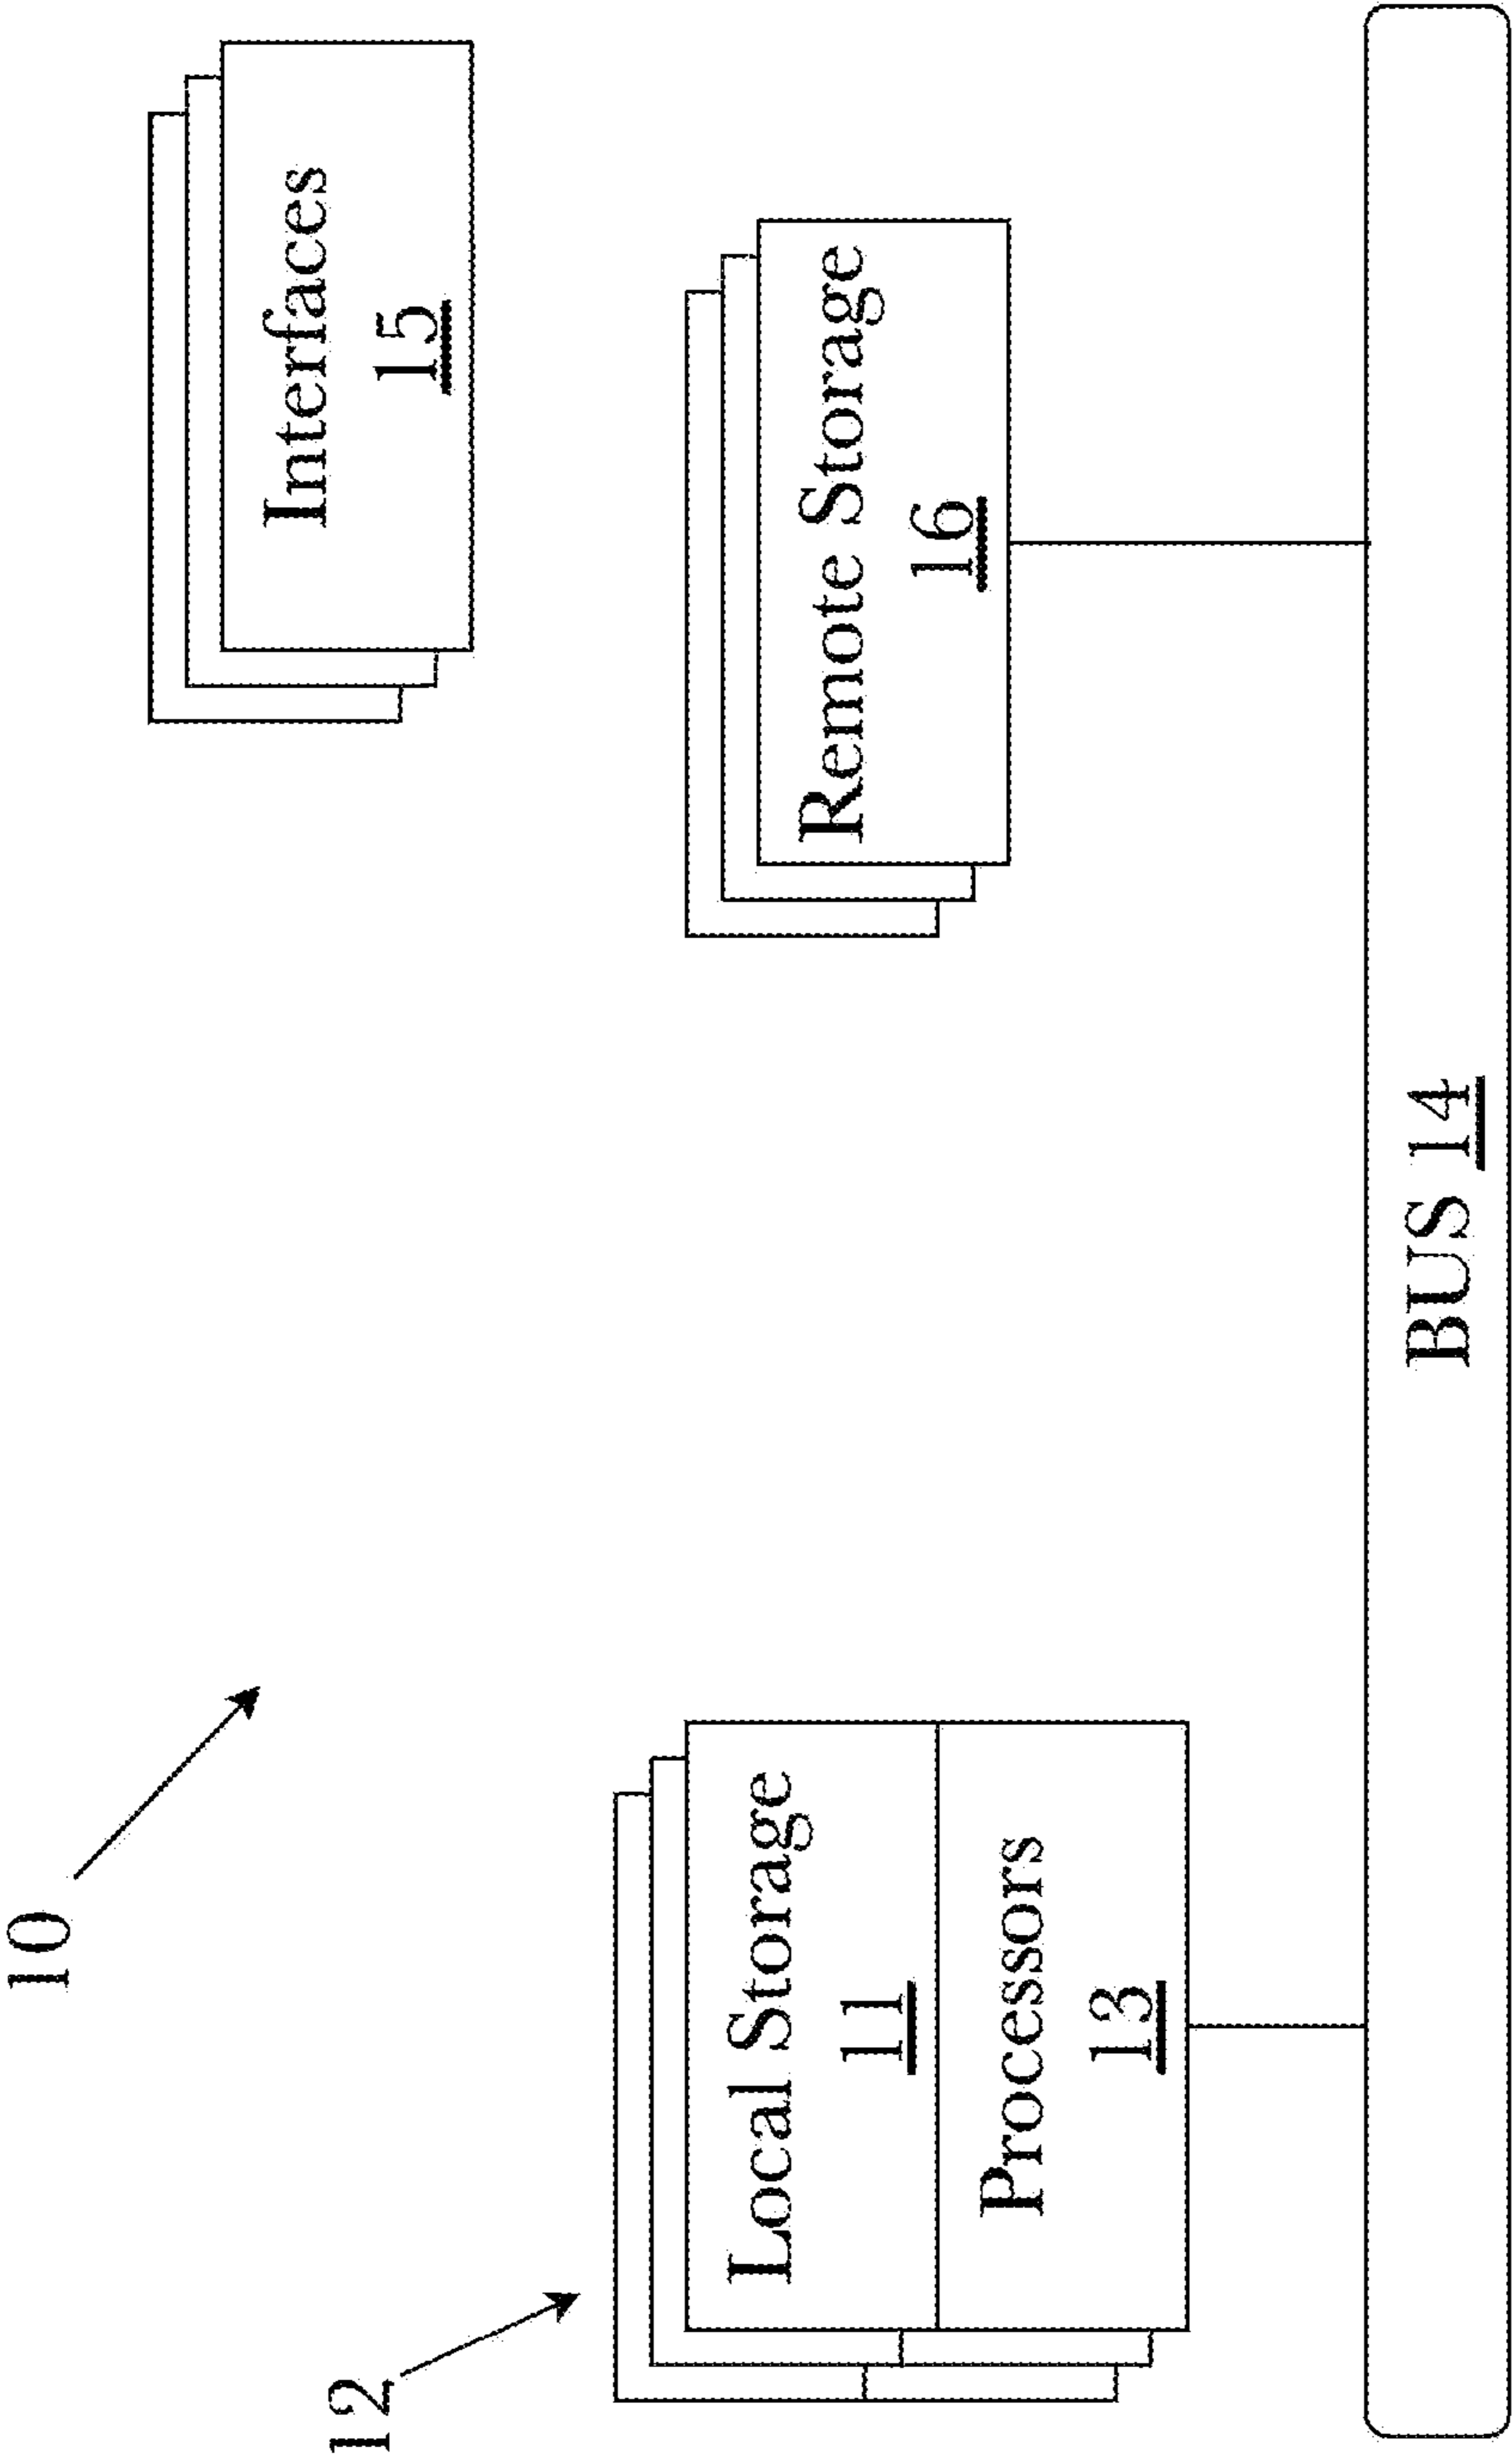 10
12
Interfaces
15
Local Storage
11
Processors
13
Remote Storage
16
BUS 14